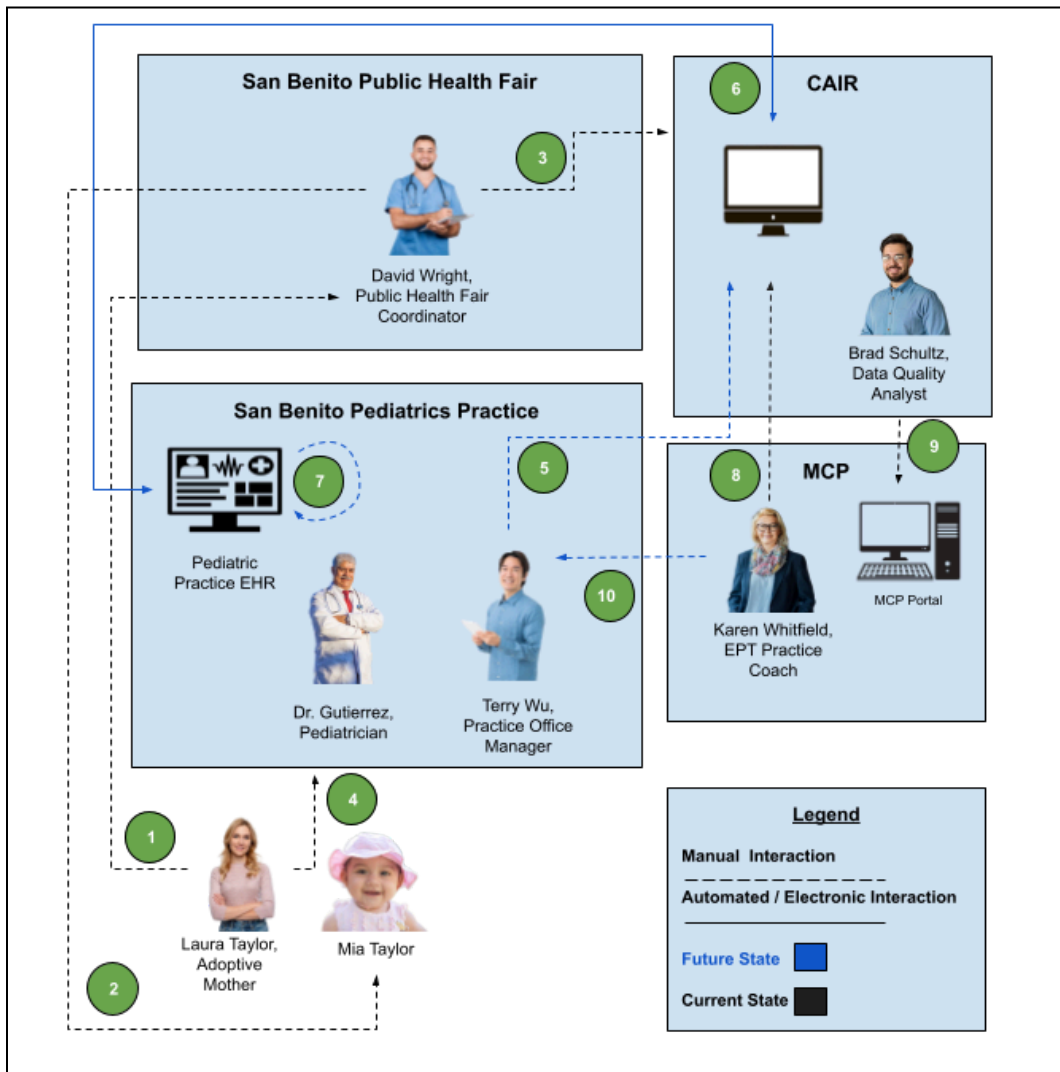 San Benito Public Health Fair
3
David Wright,
Public Health Fair
Coordinator
6
CAIR
Brad Schultz,
Data Quality
Analyst
San Benito Pediatrics Practice
7
Pediatric
Practice EHR
5
Dr. Gutierrez,
Pediatrician
10
Terry Wu,
Practice Office
Manager
9
8
MCP
MCP Portal
Karen Whitfield,
EPT Practice
Coach
1
4
Laura Taylor,
Adoptive
Mother
Mia Taylor
2
Legend
Manual Interaction
Automated / Electronic Interaction
Future State
Current State